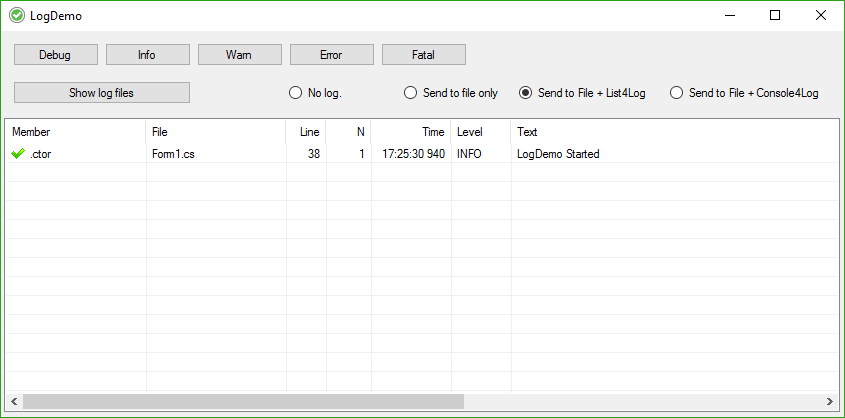 LogDemo
Debug Info Warn Error Fatal
Show log files No log. Send to file only Send to File + List4Log Send to File + Console4Log
Member File Line N Time Level Text
.ctor Form1.cs 38 1 17:25:30 940 INFO LogDemo Started